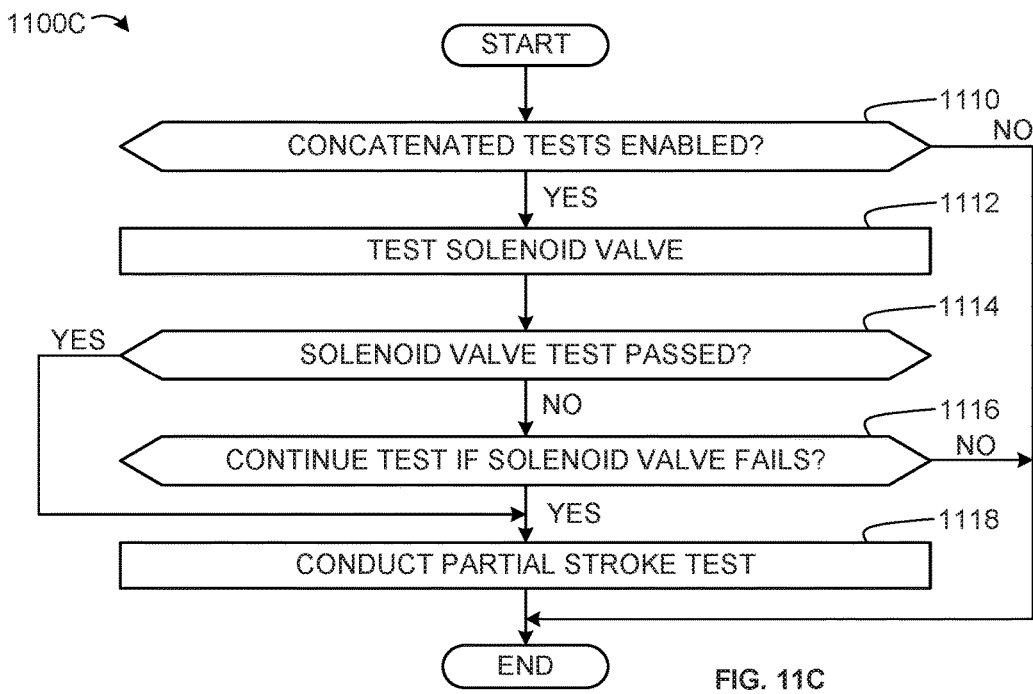 1100C
START
1110
CONCATENATED TESTS ENABLED?
NO
YES
1112
TEST SOLENOID VALVE
1114
YES
SOLENOID VALVE TEST PASSED?
NO
1116
CONTINUE TEST IF SOLENOID VALVE FAILS?
NO
YES
1118
CONDUCT PARTIAL STROKE TEST
END
FIG. 11C